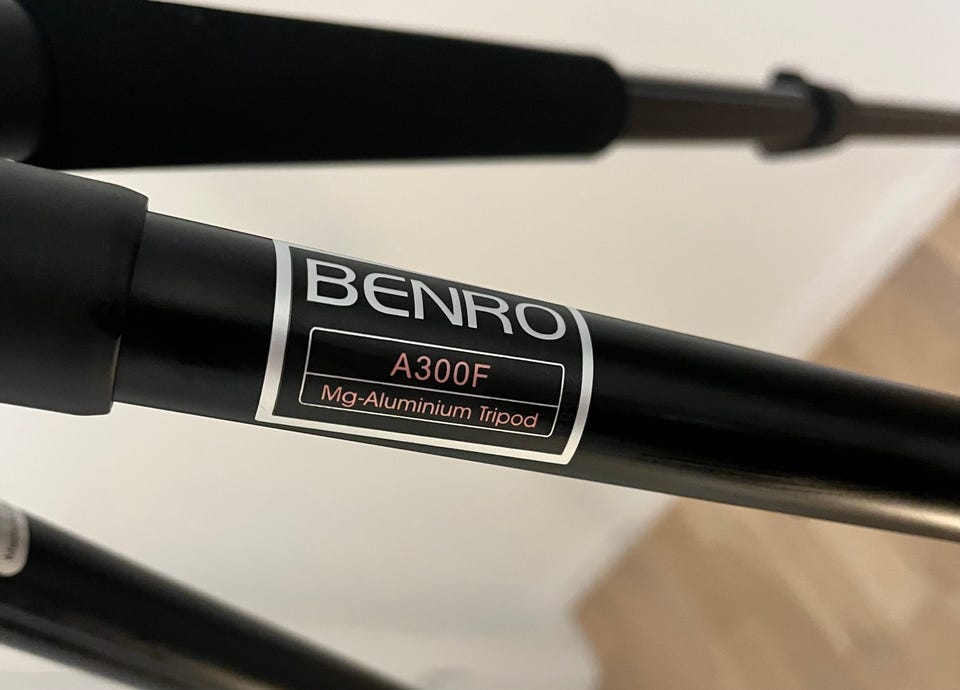 BENRO
A300F
Mg-Aluminium Tripod